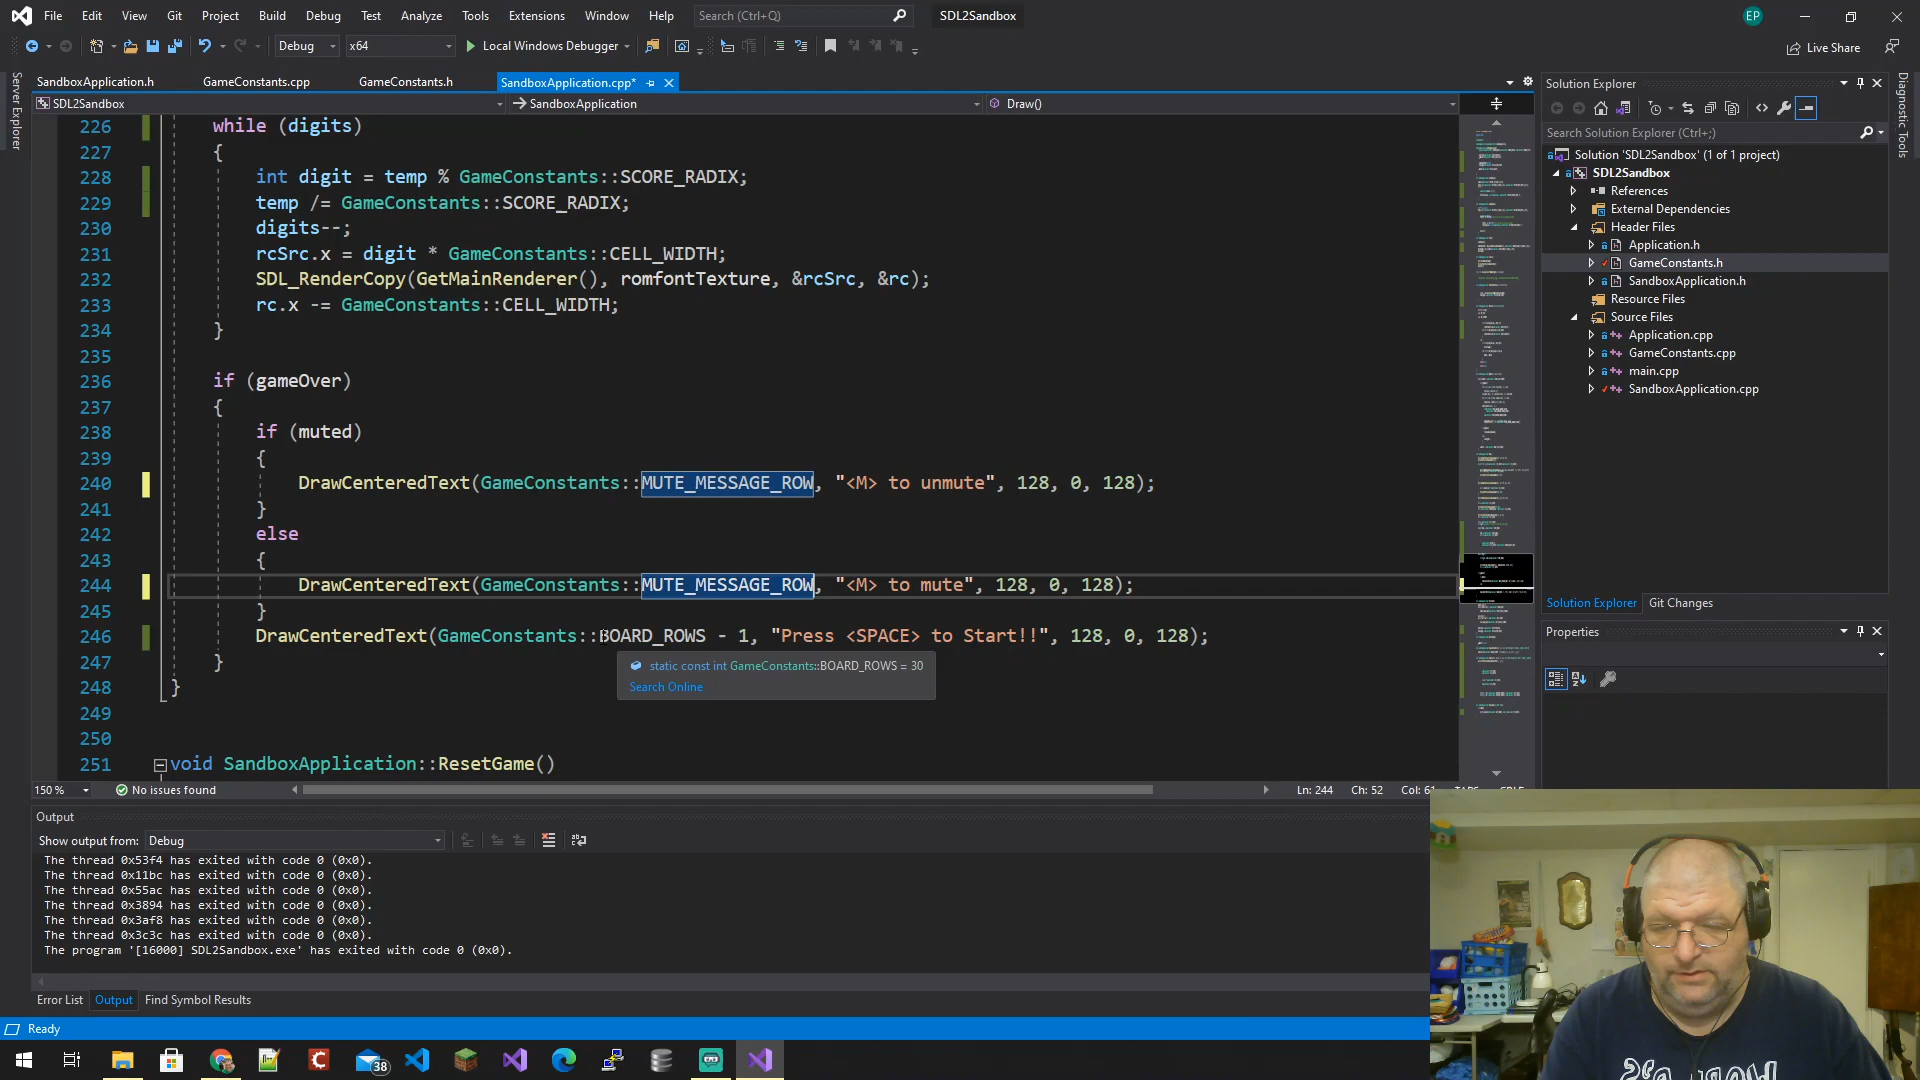 File Edit View Git Project Build Debug Test Analyze Tools Extensions Window Help Search (Ctrl+Q) SDL2Sandbox EP
Debug x64 Local Windows Debugger Live Share
Server Explorer
SandboxApplication.h GameConstants.cpp GameConstants.h SandboxApplication.cpp*
SDL2Sandbox SandboxApplication Draw()
226 while (digits)
227 {
228 int digit = temp % GameConstants::SCORE_RADIX;
229 temp /= GameConstants::SCORE_RADIX;
230 digits--;
231 rcSrc.x = digit * GameConstants::CELL_WIDTH;
232 SDL_RenderCopy(GetMainRenderer(), romfontTexture, &rcSrc, &rc);
233 rc.x -= GameConstants::CELL_WIDTH;
234 }
235
236 if (gameOver)
237 {
238 if (muted)
239 {
240 DrawCenteredText(GameConstants::MUTE_MESSAGE_ROW, "<M> to unmute", 128, 0, 128);
241 }
242 else
243 {
244 DrawCenteredText(GameConstants::MUTE_MESSAGE_ROW, "<M> to mute", 128, 0, 128);
245 }
246 DrawCenteredText(GameConstants::BOARD_ROWS - 1, "Press <SPACE> to Start!!", 128, 0, 128);
247 }
248 }
249
250
251 void SandboxApplication::ResetGame()
static const int GameConstants::BOARD_ROWS = 30
Search Online
150 % No issues found Ln: 244 Ch: 52
Output
Show output from: Debug
The thread 0x53f4 has exited with code 0 (0x0).
The thread 0x11bc has exited with code 0 (0x0).
The thread 0x55ac has exited with code 0 (0x0).
The thread 0x3894 has exited with code 0 (0x0).
The thread 0x3af8 has exited with code 0 (0x0).
The thread 0x3c3c has exited with code 0 (0x0).
The program '[16000] SDL2Sandbox.exe' has exited with code 0 (0x0).
Error List Output Find Symbol Results
Ready
Solution Explorer
Search Solution Explorer (Ctrl+;)
Solution 'SDL2Sandbox' (1 of 1 project)
SDL2Sandbox
References
External Dependencies
Header Files
Application.h
GameConstants.h
SandboxApplication.h
Resource Files
Source Files
Application.cpp
GameConstants.cpp
main.cpp
SandboxApplication.cpp
Solution Explorer Git Changes
Properties
Diagnostic Tools
38